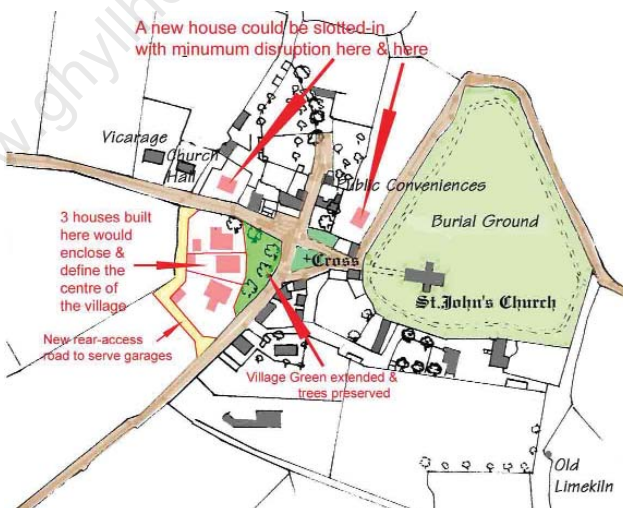 A new house could be slotted-in
with minumum disruption here & here
Vicarage
Church
Hall
Public Conveniences
Burial Ground
3 houses built
here would
enclose &
define the
centre of
the village
+Cross
St.John's Church
New rear-access
road to serve garages
Village Green extended &
trees preserved
Old
Limekiln